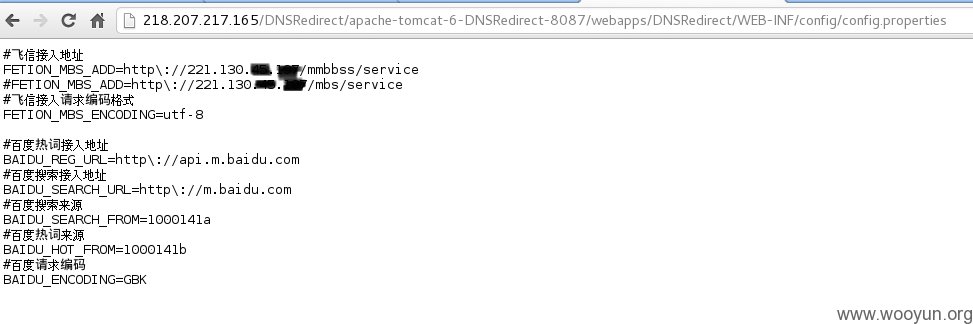 218.207.217.165/DNSRedirect/apache-tomcat-6-DNSRedirect-8087/webapps/DNSRedirect/WEB-INF/config/config.properties
#飞信接入地址
FETION_MBS_ADD=http\://221.130. /mmbbss/service
#FETION_MBS_ADD=http\://221.130. /mbs/service
#飞信接入请求编码格式
FETION_MBS_ENCODING=utf-8
#百度热词接入地址
BAIDU_REG_URL=http\://api.m.baidu.com
#百度搜索接入地址
BAIDU_SEARCH_URL=http\://m.baidu.com
#百度搜索来源
BAIDU_SEARCH_FROM=1000141a
#百度热词来源
BAIDU_HOT_FROM=1000141b
#百度请求编码
BAIDU_ENCODING=GBK
www.wooyun.org